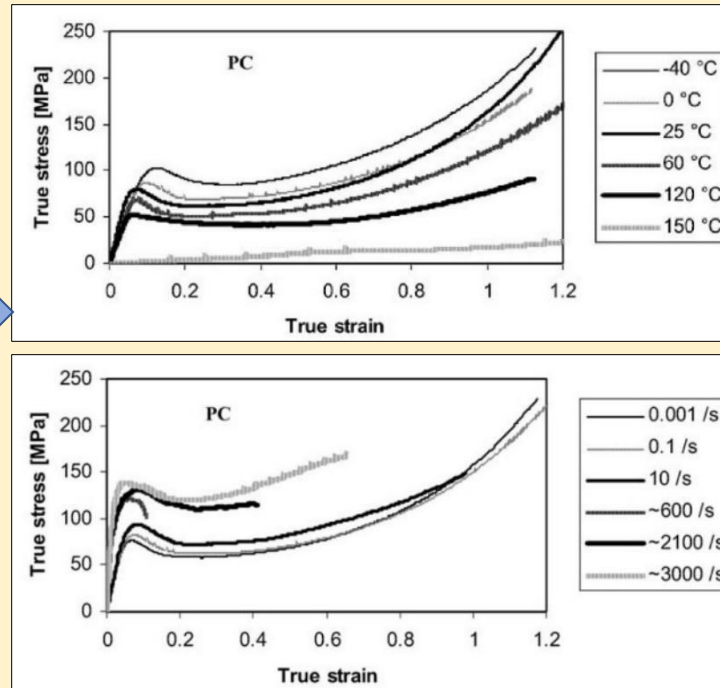 250
200
150
100
50
0
True stress [MPa]
PC
0 0.2 0.4 0.6 0.8 1 1.2
True strain
-40 °C
0 °C
25 °C
60 °C
120 °C
150 °C
250
200
150
100
50
0
True stress [MPa]
PC
0 0.2 0.4 0.6 0.8 1 1.2
True strain
0.001 /s
0.1 /s
10 /s
~600 /s
~2100 /s
~3000 /s